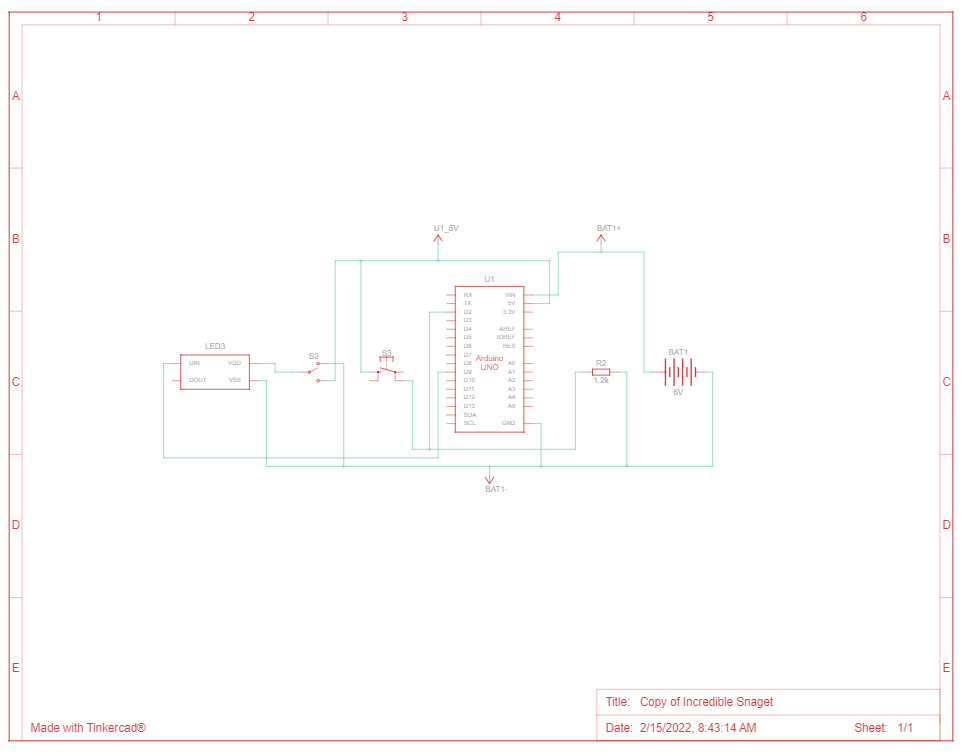 1 2 3 4 5 6
A A
U1_5V BAT1+
B B
U1
RX VIN
TX 5V
D2 3.3V
D3
D4 AREF
D5 IOREF
D6 RES
D7
D8 A0
D9 A1
D10 A2
D11 A3
D12 A4
D13 A5
SDA
SCL GND
Arduino
UNO
LED3
DIN VDD
DOUT VSS
S2
S3
R2
1.2k
BAT1
6V
C C
BAT1-
D D
E E
Title: Copy of Incredible Snaget
Made with Tinkercad®
Date: 2/15/2022, 8:43:14 AM Sheet: 1/1